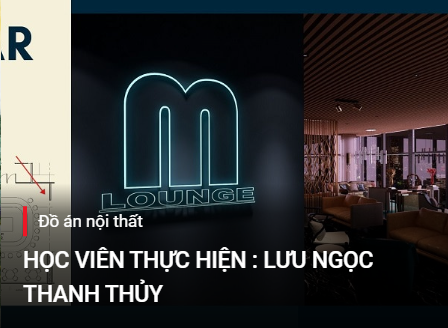 AR
M
LOUNGE
Đồ án nội thất
HỌC VIÊN THỰC HIỆN : LƯU NGỌC
THANH THỦY